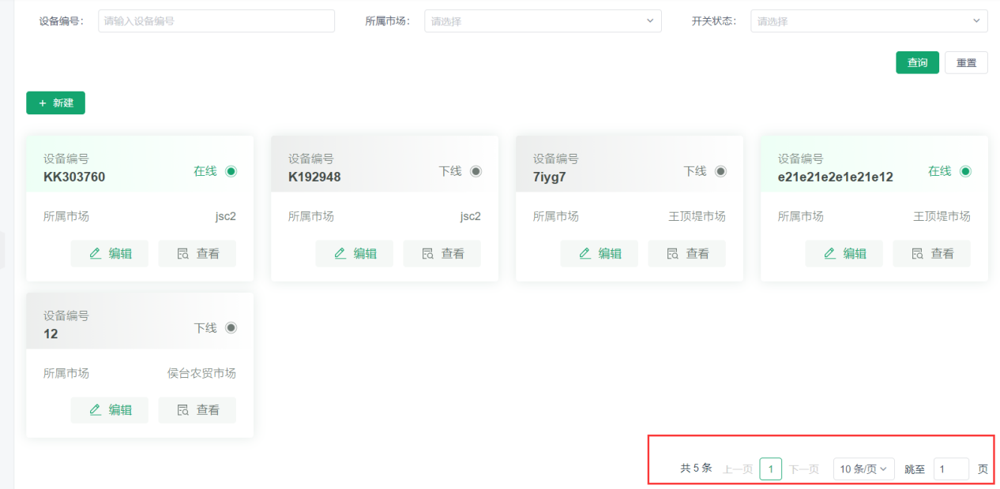 设备编号： 请输入设备编号 所属市场： 请选择 开关状态： 请选择
查询 重置
+ 新建
设备编号
KK303760
在线
所属市场 jsc2
编辑 查看
设备编号
K192948
下线
所属市场 jsc2
编辑 查看
设备编号
7iyg7
下线
所属市场 王顶堤市场
编辑 查看
设备编号
e21e21e2e1e21e12
在线
所属市场 王顶堤市场
编辑 查看
设备编号
12
下线
所属市场 侯台农贸市场
编辑 查看
共 5 条 上一页 1 下一页 10 条/页 跳至 1 页